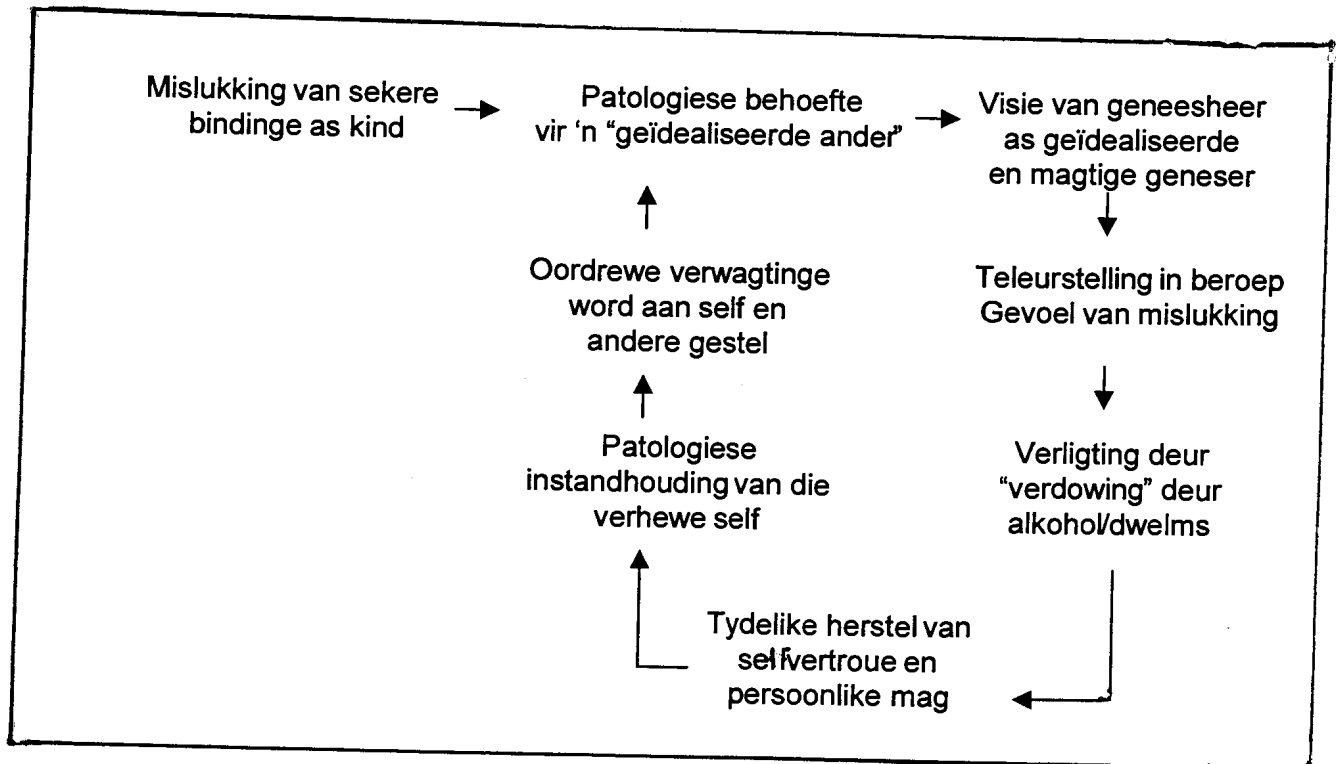 Mislukking van sekere
bindinge as kind
Patologiese behoefte
vir 'n "geïdealiseerde ander"
Visie van geneesheer
as geïdealiseerde
en magtige geneser
Oordrewe verwagtinge
word aan self en
andere gestel
Teleurstelling in beroep
Gevoel van mislukking
Patologiese
instandhouding van die
verhewe self
Verligting deur
"verdowing" deur
alkohol/dwelms
Tydelike herstel van
selfvertroue en
persoonlike mag